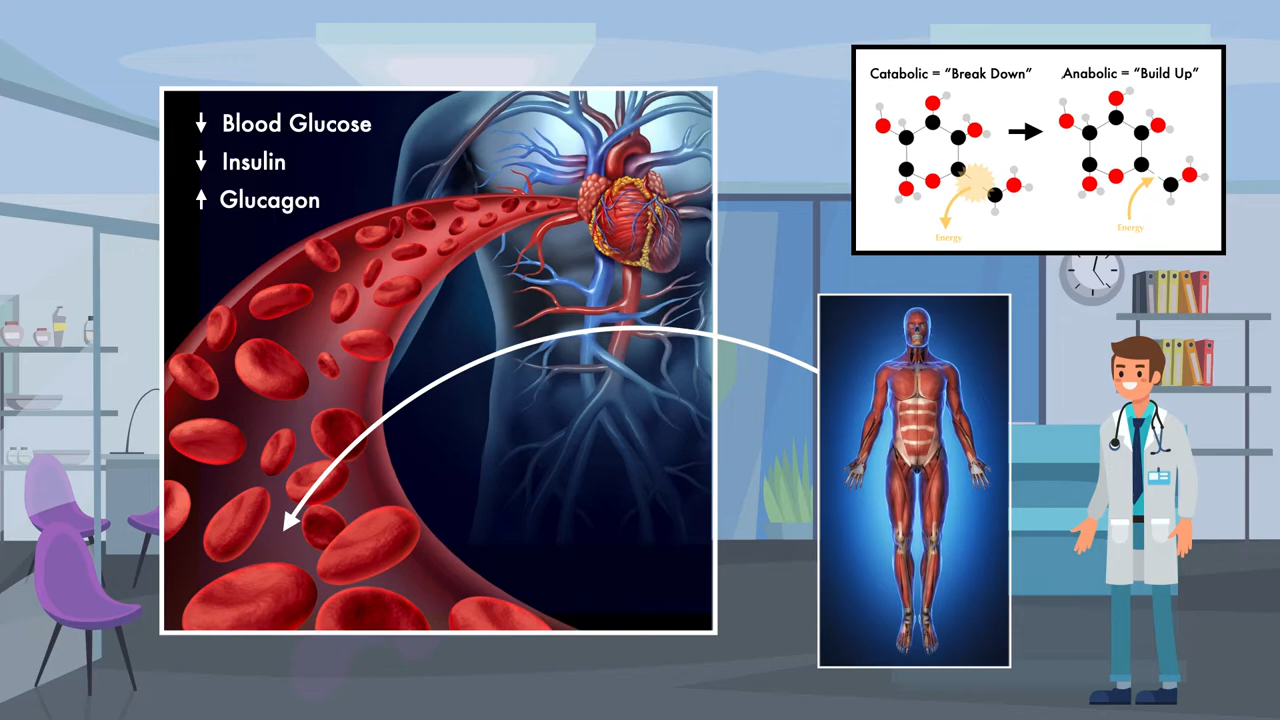 ↓ Blood Glucose
↓ Insulin
↑ Glucagon
Catabolic = “Break Down”
Anabolic = “Build Up”
Energy
Energy